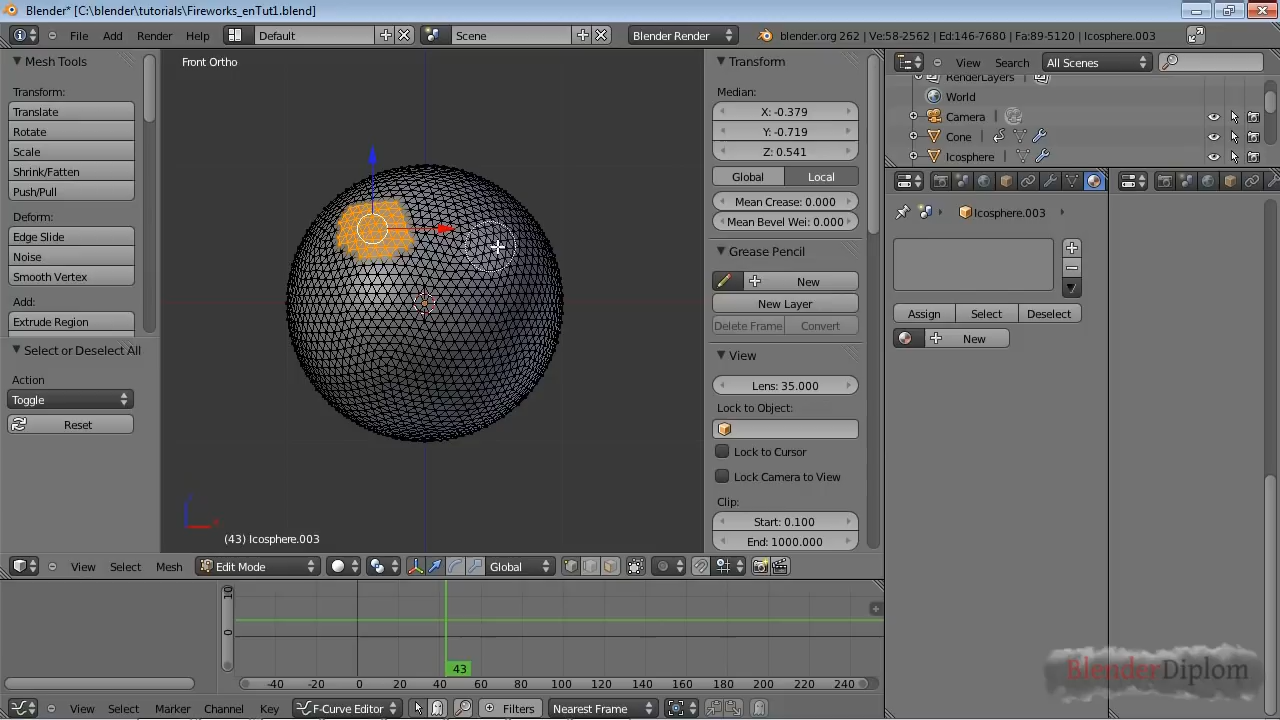 Blender* [C:\blender\tutorials\Fireworks_enTut1.blend]
File Add Render Help Default Scene Blender Render blender.org 262 | Ve:58-2562 | Ed:146-7680 | Fa:89-5120 | Icosphere.003
Mesh Tools
Transform:
Translate
Rotate
Scale
Shrink/Fatten
Push/Pull
Deform:
Edge Slide
Noise
Smooth Vertex
Add:
Extrude Region
Select or Deselect All
Action
Toggle
Reset
Front Ortho
(43) Icosphere.003
Transform
Median:
X: -0.379
Y: -0.719
Z: 0.541
Global Local
Mean Crease: 0.000
Mean Bevel Wei: 0.000
Grease Pencil
New
New Layer
Delete Frame Convert
View
Lens: 35.000
Lock to Object:
Lock to Cursor
Lock Camera to View
Clip:
Start: 0.100
End: 1000.000
View Search All Scenes
RenderLayers
World
Camera
Cone
Icosphere
Icosphere.003
Assign Select Deselect
New
View Select Mesh Edit Mode Global
10
0
43
-40 -20 0 20 40 60 80 100 120 140 160 180 200 220 240
View Select Marker Channel Key F-Curve Editor Filters Nearest Frame
BlenderDiplom